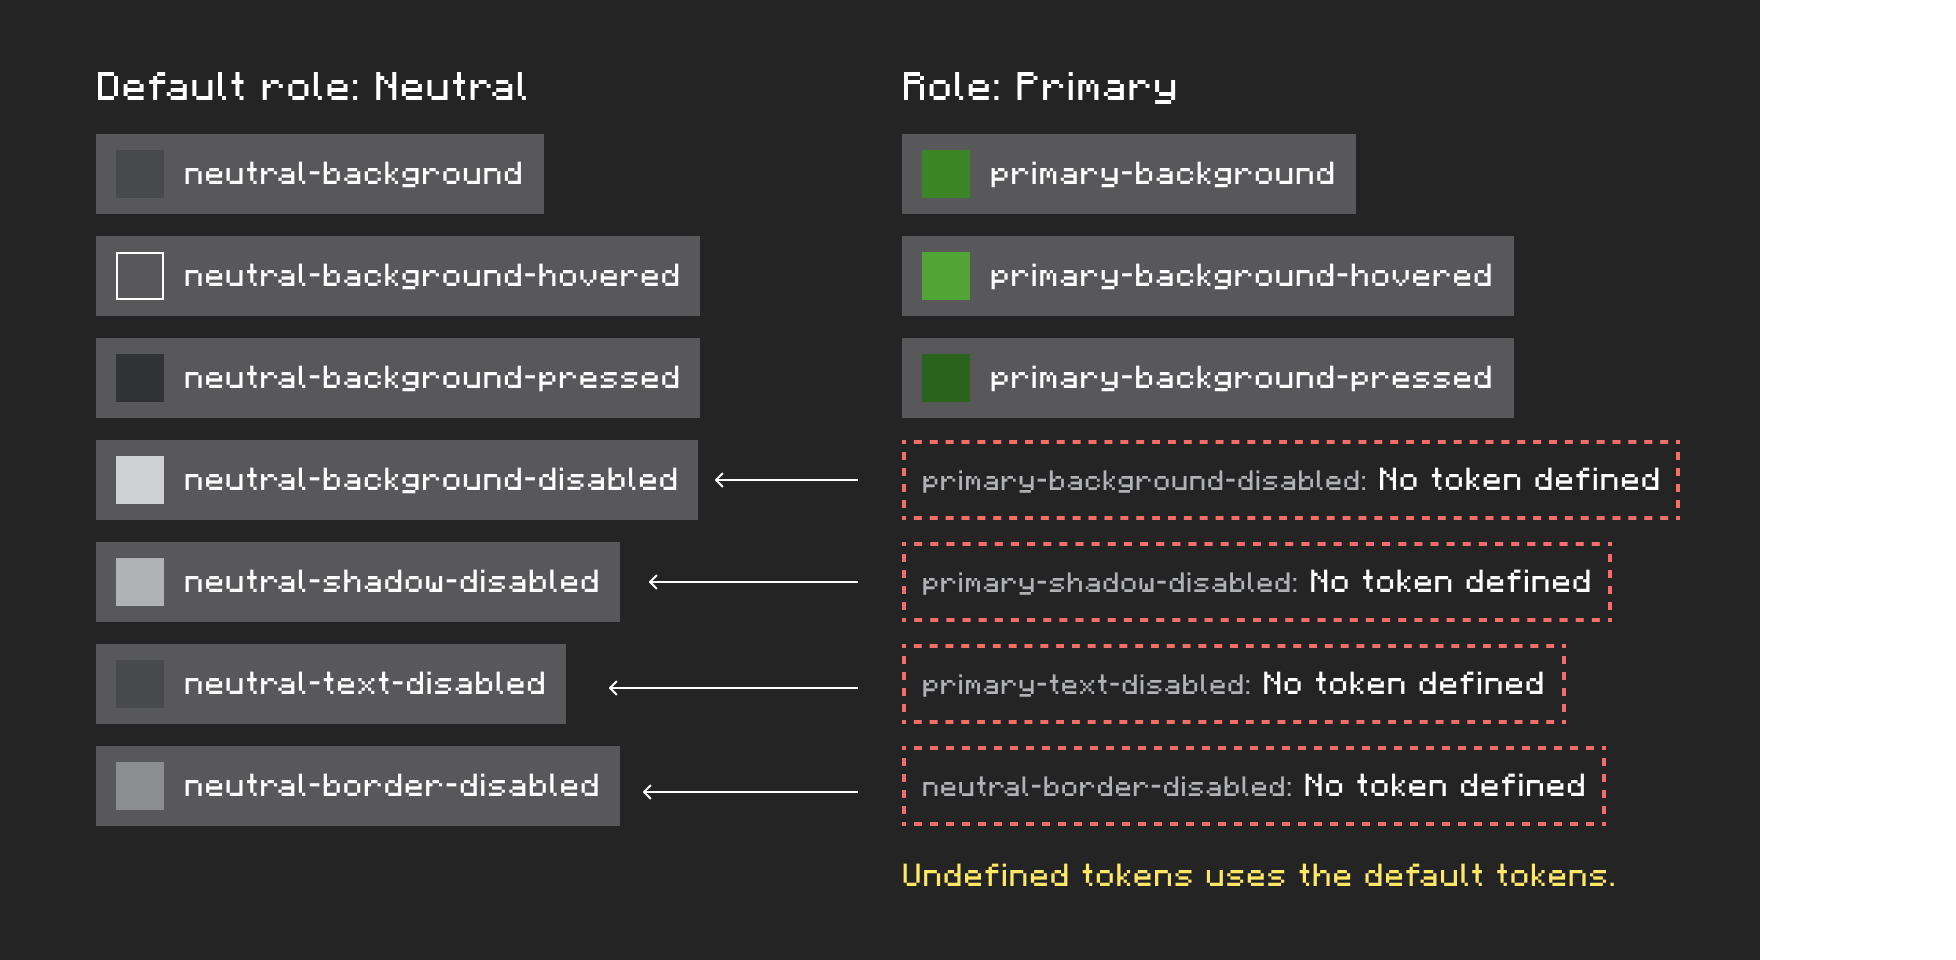 Default role: Neutral
neutral-background
neutral-background-hovered
neutral-background-pressed
neutral-background-disabled
neutral-shadow-disabled
neutral-text-disabled
neutral-border-disabled
Role: Primary
primary-background
primary-background-hovered
primary-background-pressed
primary-background-disabled: No token defined
primary-shadow-disabled: No token defined
primary-text-disabled: No token defined
neutral-border-disabled: No token defined
Undefined tokens uses the default tokens.